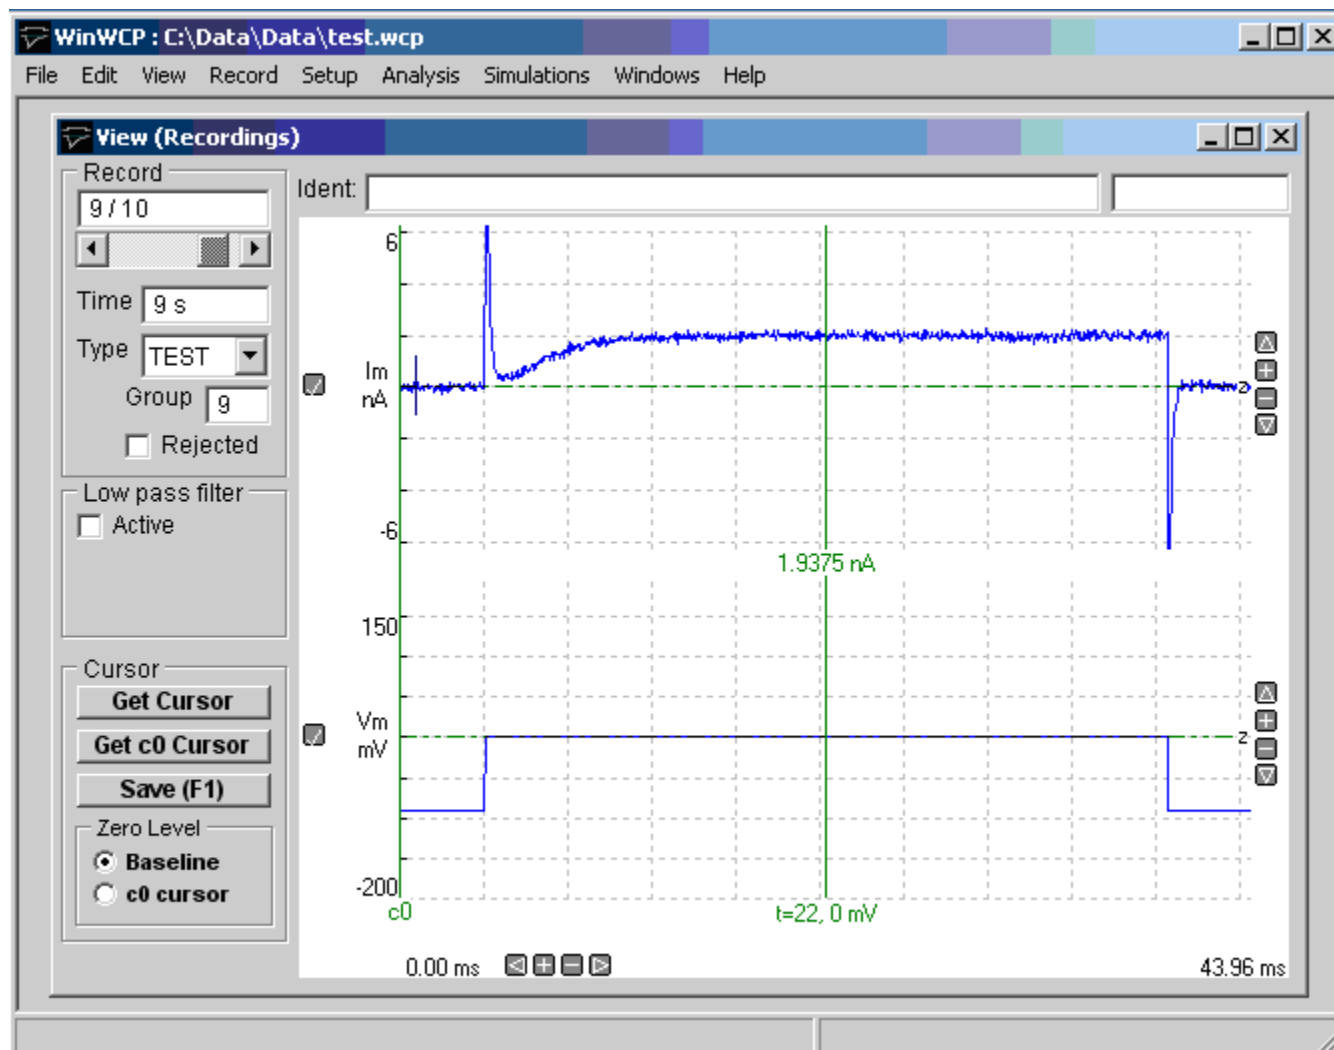 WinWCP : C:\Data\Data\test.wcp
File Edit View Record Setup Analysis Simulations Windows Help
View (Recordings)
Record
9 / 10
Time 9 s
Type TEST
Group 9
Rejected
Low pass filter
Active
Cursor
Get Cursor
Get c0 Cursor
Save (F1)
Zero Level
Baseline
c0 cursor
Ident:
6
Im
nA
-6
z
1.9375 nA
150
Vm
mV
-200
z
c0
t=22, 0 mV
0.00 ms
43.96 ms